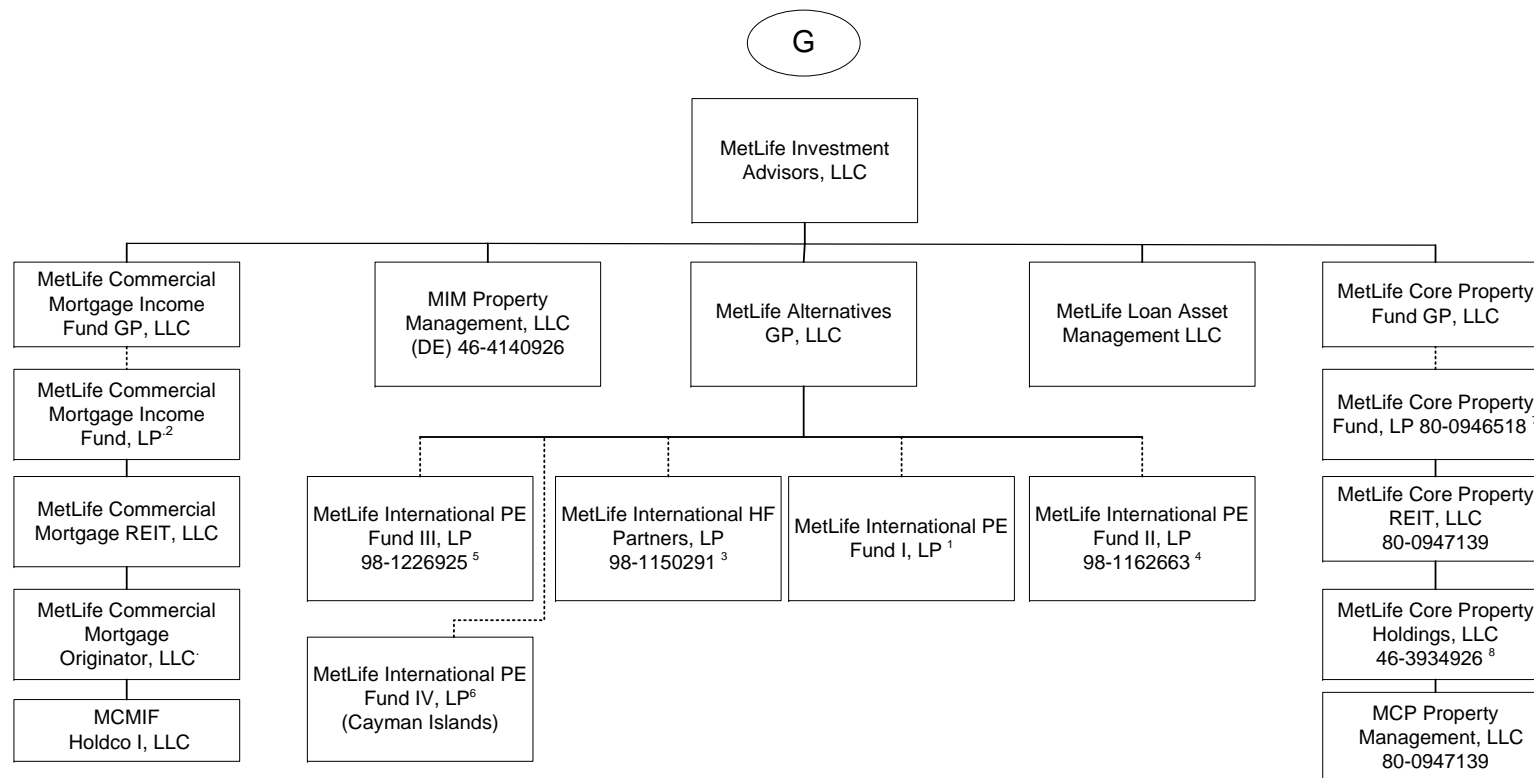 G
MetLife Investment
Advisors, LLC
MetLife Commercial
Mortgage Income
Fund GP, LLC
MIM Property
Management, LLC
(DE) 46-4140926
MetLife Alternatives
GP, LLC
MetLife Loan Asset
Management LLC
MetLife Core Property
Fund GP, LLC
MetLife Commercial
Mortgage Income
Fund, LP.2
MetLife Core Property
Fund, LP 80-0946518 7
MetLife Commercial
Mortgage REIT, LLC
MetLife International PE
Fund III, LP
98-1226925 5
MetLife International HF
Partners, LP
98-1150291 3
MetLife International PE
Fund I, LP 1
MetLife International PE
Fund II, LP
98-1162663 4
MetLife Core Property
REIT, LLC
80-0947139
MetLife Commercial
Mortgage
Originator, LLC.
MetLife International PE
Fund IV, LP6
(Cayman Islands)
MetLife Core Property
Holdings, LLC
46-3934926 8
MCMIF
Holdco I, LLC
MCP Property
Management, LLC
80-0947139